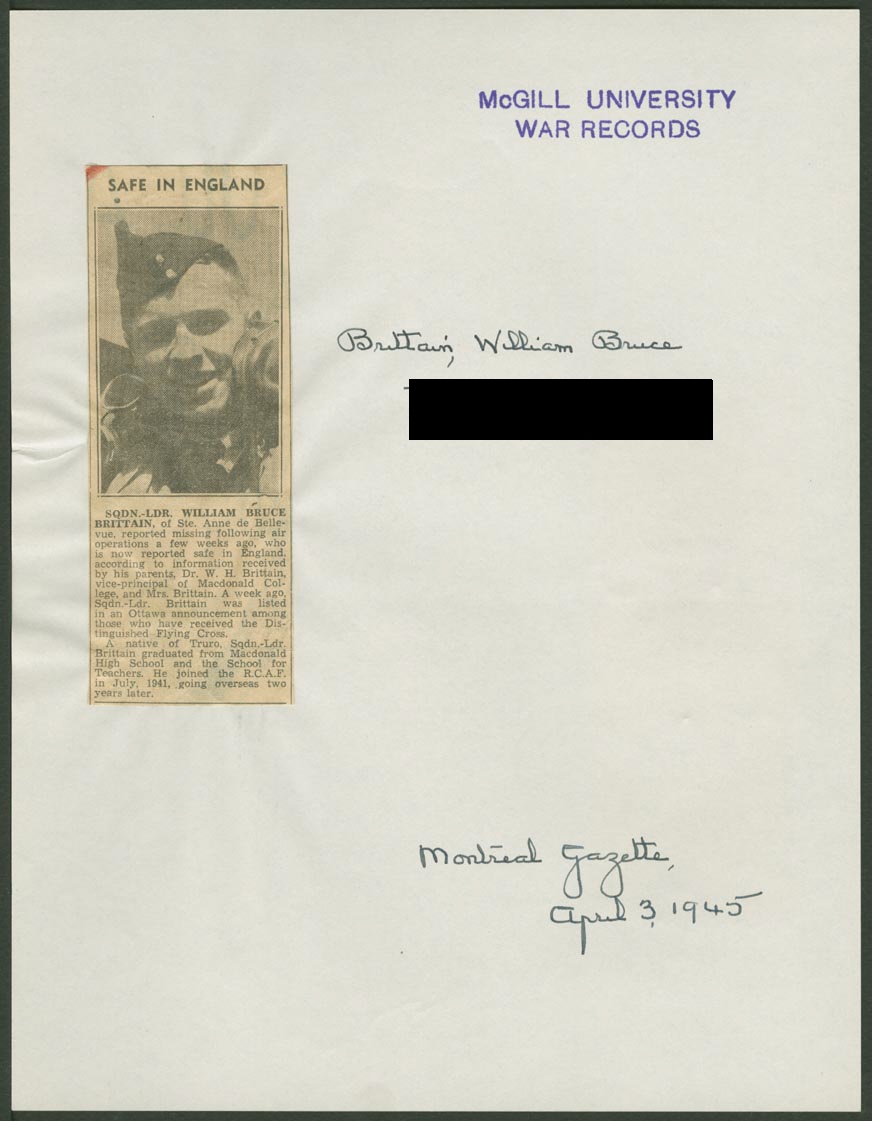 McGILL UNIVERSITY
WAR RECORDS
SAFE IN ENGLAND
SQDN.-LDR. WILLIAM BRUCE
BRITTAIN, of Ste. Anne de Belle-
vue, reported missing following air
operations a few weeks ago, who
is now reported safe in England,
according to information received
by his parents, Dr. W. H. Brittain,
vice-principal of Macdonald Col-
lege, and Mrs. Brittain. A week ago,
Sqdn.-Ldr. Brittain was listed
in an Ottawa announcement among
those who have received the Dis-
tinguished Flying Cross.
A native of Truro, Sqdn.-Ldr.
Brittain graduated from Macdonald
High School and the School for
Teachers. He joined the R.C.A.F.
in July, 1941, going overseas two
years later.
Brittain, William Bruce
Montreal Gazette,
April 3, 1945